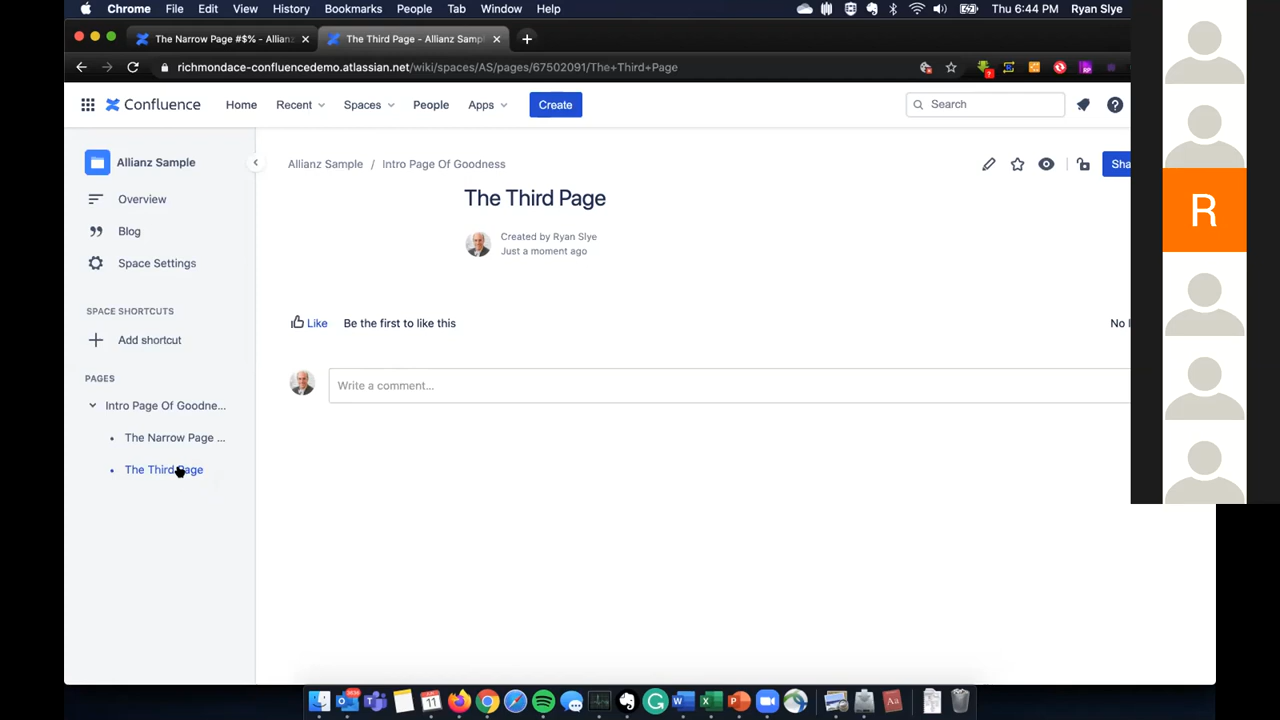 Chrome File Edit View History Bookmarks People Tab Window Help
Thu 6:44 PM Ryan Slye
The Narrow Page #$% - Allian
The Third Page - Allianz Samp
richmondace-confluencedemo.atlassian.net/wiki/spaces/AS/pages/67502091/The+Third+Page
Confluence Home Recent Spaces People Apps Create Search
Allianz Sample
Overview
Blog
Space Settings
SPACE SHORTCUTS
Add shortcut
PAGES
Intro Page Of Goodne...
The Narrow Page ...
The Third Page
Allianz Sample / Intro Page Of Goodness
Sha
The Third Page
Created by Ryan Slye
Just a moment ago
Like Be the first to like this
No l
Write a comment...
R